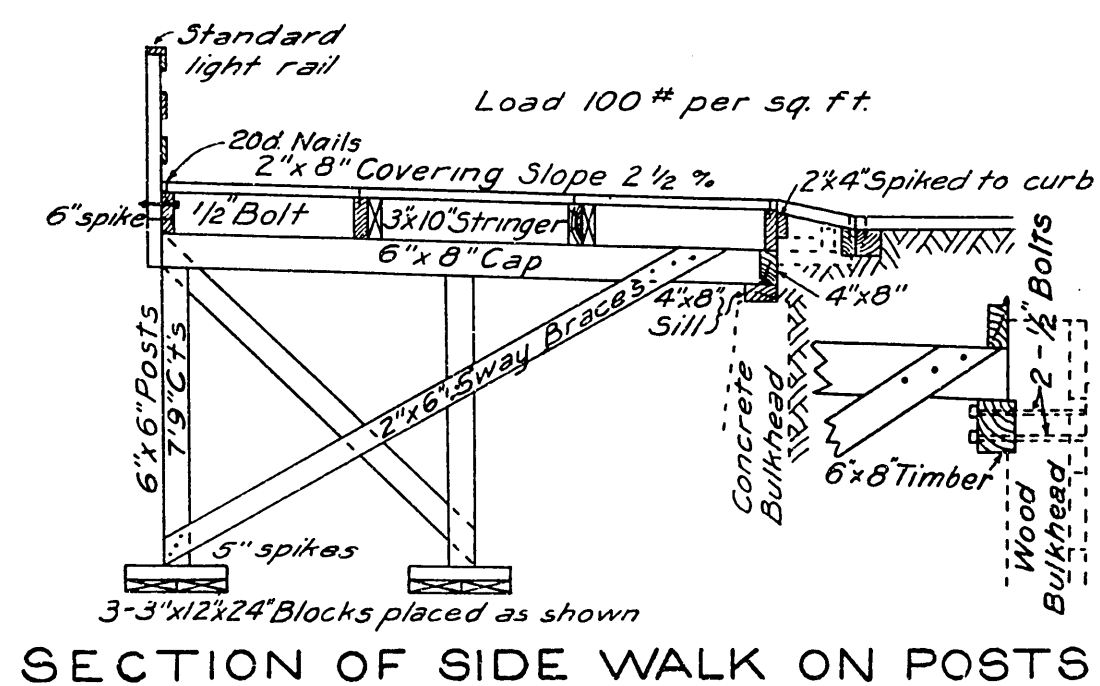 Standard
light rail
Load 100 # per sq. ft.
20d. Nails
2"x 8" Covering Slope 2 1/2 %
2"x4" Spiked to curb
6" spike
1/2" Bolt
3"x10" Stringer
6"x 8" Cap
4"x8"
Sill
4"x8"
2-1/2" Bolts
6"x 6" Posts
7'9" C'ts
2"x 6" Sway Braces
Concrete
Bulkhead
6"x8" Timber
Wood
Bulkhead
5" spikes
3-3"x12"x24" Blocks placed as shown
SECTION OF SIDE WALK ON POSTS